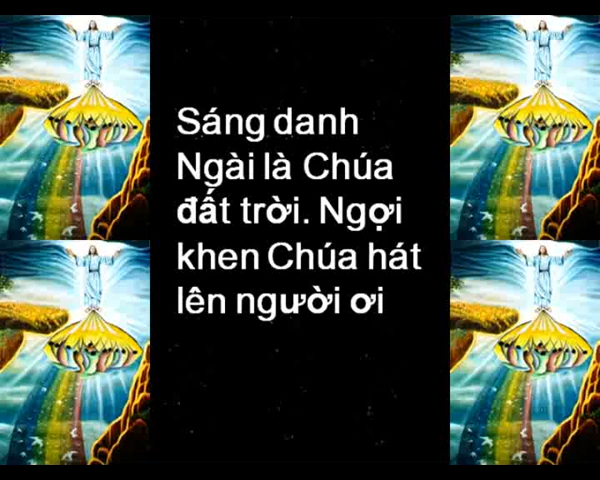 Sáng danh
Ngài là Chúa
đất trời. Ngợi
khen Chúa hát
lên người ơi